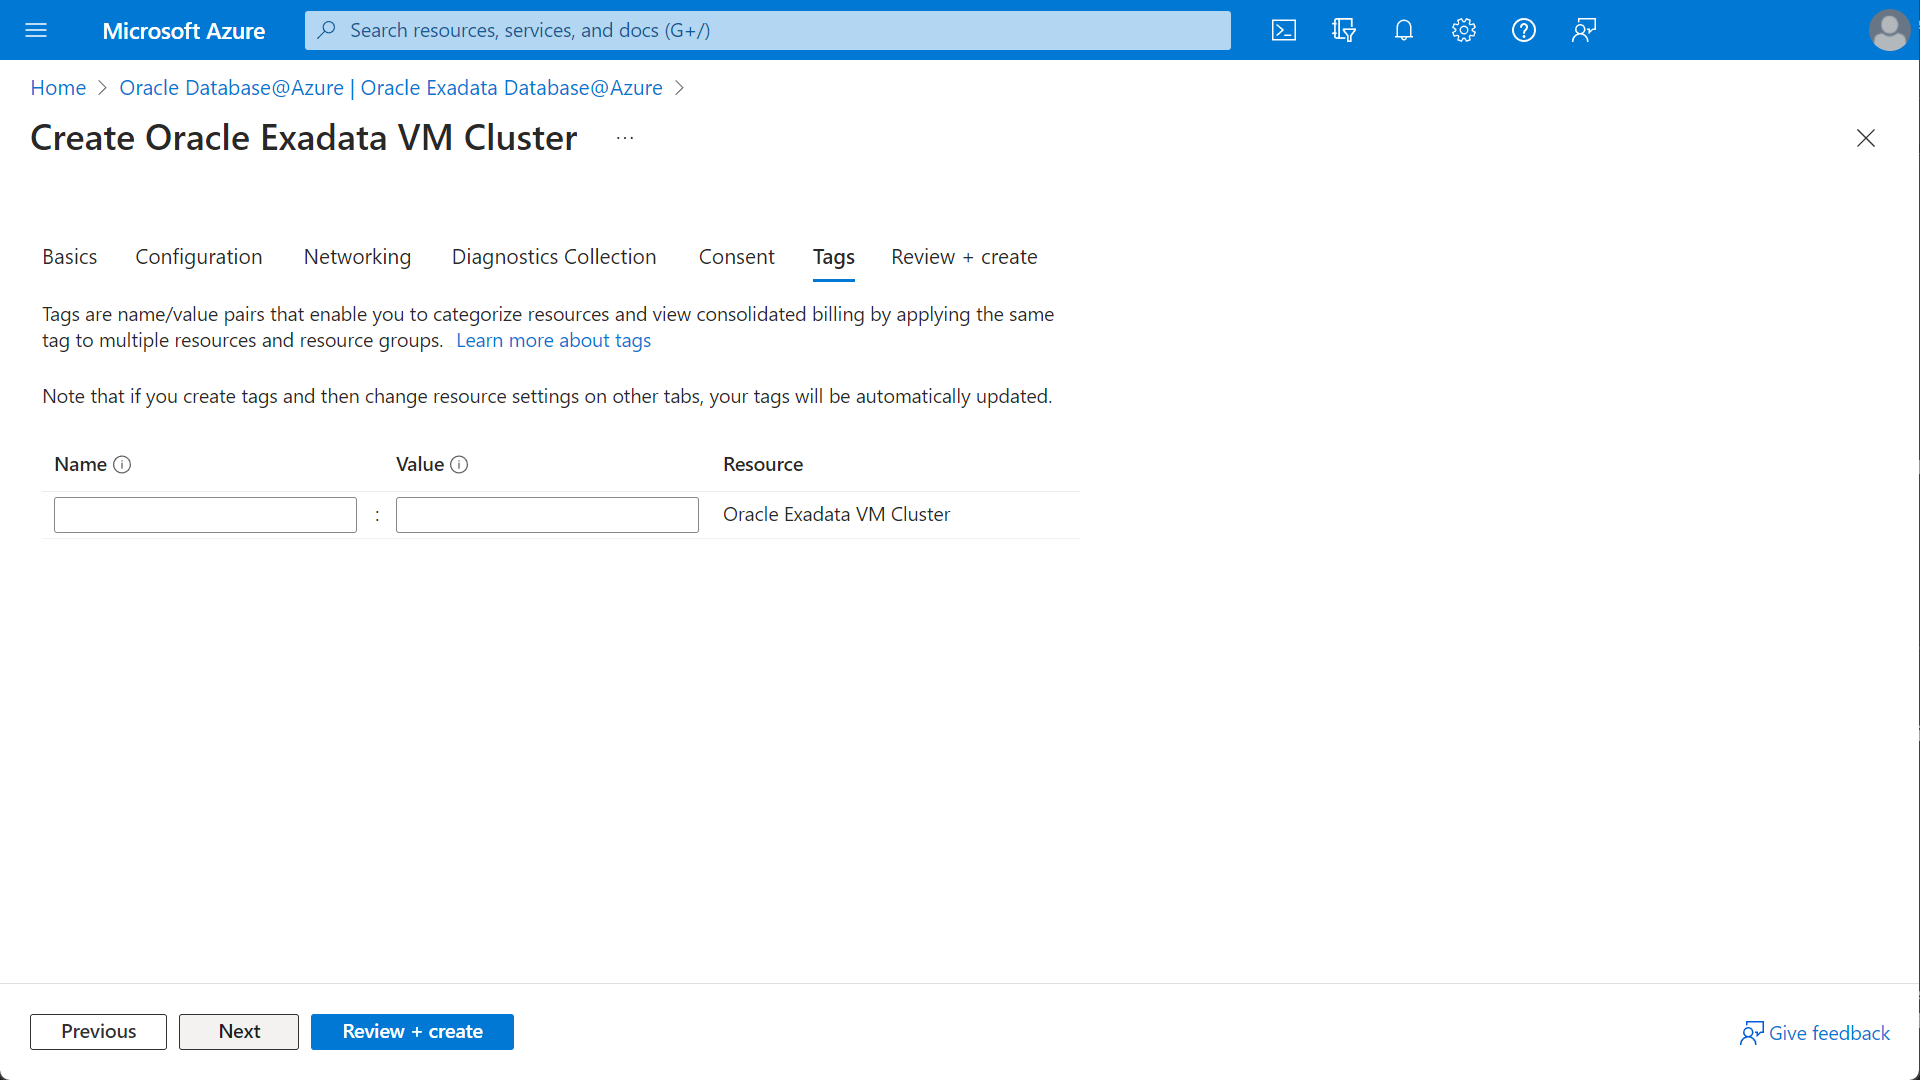 Microsoft Azure
Search resources, services, and docs (G+/)
Home > Oracle Database@Azure | Oracle Exadata Database@Azure >
Create Oracle Exadata VM Cluster ...
Basics Configuration Networking Diagnostics Collection Consent Tags Review + create
Tags are name/value pairs that enable you to categorize resources and view consolidated billing by applying the same
tag to multiple resources and resource groups. Learn more about tags
Note that if you create tags and then change resource settings on other tabs, your tags will be automatically updated.
Name Value Resource
: Oracle Exadata VM Cluster
Previous Next Review + create Give feedback